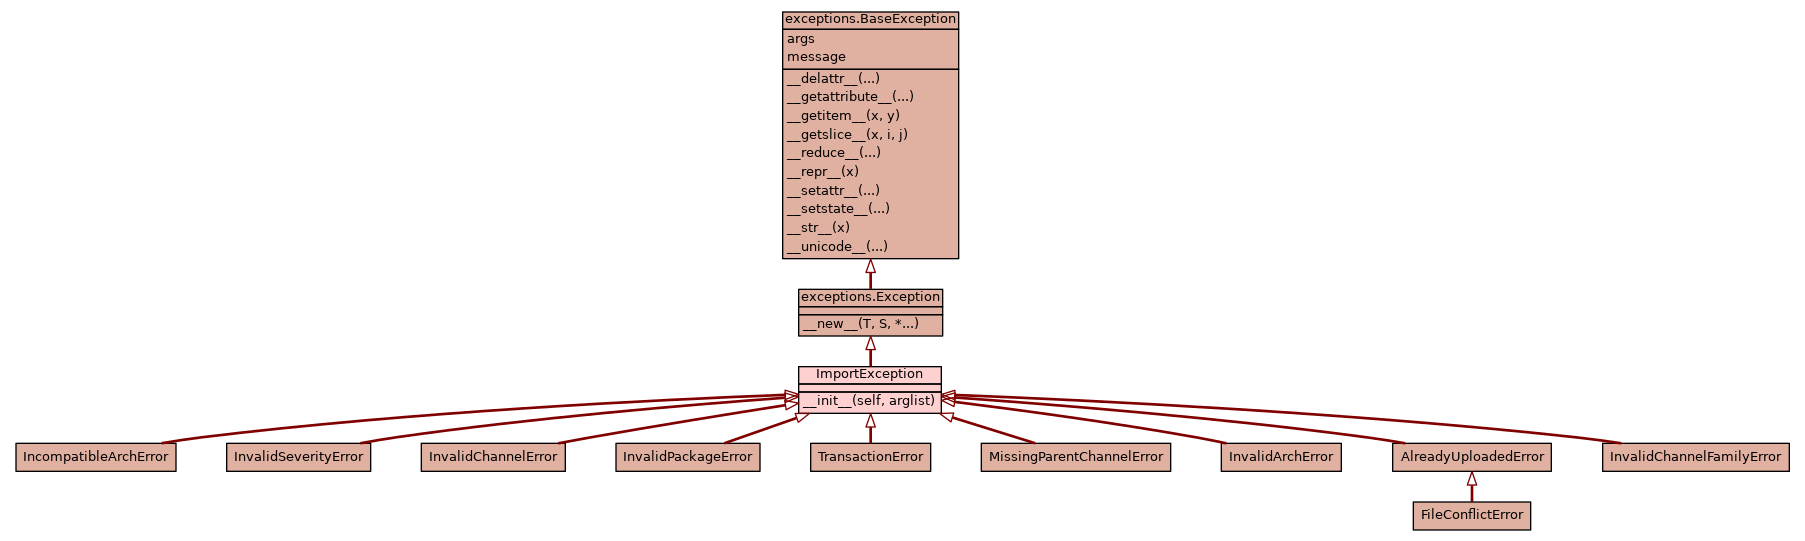 exceptions.BaseException
args
message
__delattr__(...)
__getattribute__(...)
__getitem__(x, y)
__getslice__(x, i, j)
__reduce__(...)
__repr__(x)
__setattr__(...)
__setstate__(...)
__str__(x)
__unicode__(...)
exceptions.Exception
__new__(T, S, *...)
ImportException
__init__(self, arglist)
IncompatibleArchError
InvalidSeverityError
InvalidChannelError
InvalidPackageError
TransactionError
MissingParentChannelError
InvalidArchError
AlreadyUploadedError
InvalidChannelFamilyError
FileConflictError